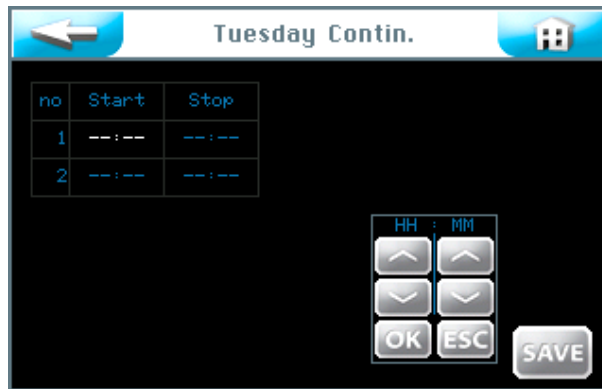 Tuesday Contin.
no Start Stop
1 --:-- --:--
2 --:-- --:--
HH : MM
OK ESC
SAVE